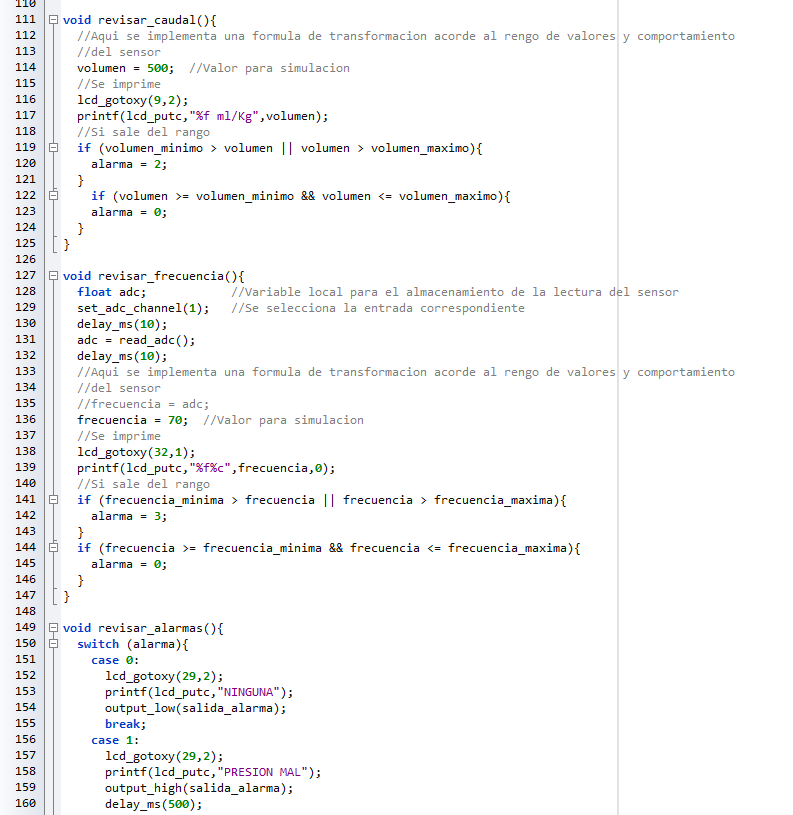 110
111 void revisar_caudal(){
112 //Aqui se implementa una formula de transformacion acorde al rengo de valores y comportamiento
113 //del sensor
114 volumen = 500; //Valor para simulacion
115 //Se imprime
116 lcd_gotoxy(9,2);
117 printf(lcd_putc,"%f ml/Kg",volumen);
118 //Si sale del rango
119 if (volumen_minimo > volumen || volumen > volumen_maximo){
120 alarma = 2;
121 }
122 if (volumen >= volumen_minimo && volumen <= volumen_maximo){
123 alarma = 0;
124 }
125 }
126
127 void revisar_frecuencia(){
128 float adc; //Variable local para el almacenamiento de la lectura del sensor
129 set_adc_channel(1); //Se selecciona la entrada correspondiente
130 delay_ms(10);
131 adc = read_adc();
132 delay_ms(10);
133 //Aqui se implementa una formula de transformacion acorde al rengo de valores y comportamiento
134 //del sensor
135 //frecuencia = adc;
136 frecuencia = 70; //Valor para simulacion
137 //Se imprime
138 lcd_gotoxy(32,1);
139 printf(lcd_putc,"%f%c",frecuencia,0);
140 //Si sale del rango
141 if (frecuencia_minima > frecuencia || frecuencia > frecuencia_maxima){
142 alarma = 3;
143 }
144 if (frecuencia >= frecuencia_minima && frecuencia <= frecuencia_maxima){
145 alarma = 0;
146 }
147 }
148
149 void revisar_alarmas(){
150 switch (alarma){
151 case 0:
152 lcd_gotoxy(29,2);
153 printf(lcd_putc,"NINGUNA");
154 output_low(salida_alarma);
155 break;
156 case 1:
157 lcd_gotoxy(29,2);
158 printf(lcd_putc,"PRESION MAL");
159 output_high(salida_alarma);
160 delay_ms(500);